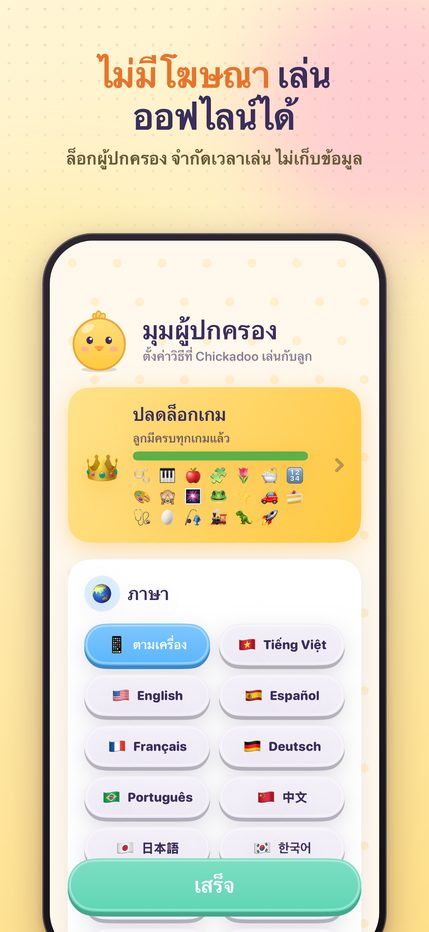 ไม่มีโฆษณา เล่น
ออฟไลน์ได้
ล็อกผู้ปกครอง จำกัดเวลาเล่น ไม่เก็บข้อมูล
มุมผู้ปกครอง
ตั้งค่าวิธีที่ Chickadoo เล่นกับลูก
ปลดล็อกเกม
ลูกมีครบทุกเกมแล้ว
ภาษา
ตามเครื่อง
Tiếng Việt
English
Español
Français
Deutsch
Português
中文
日本語
한국어
เสร็จ